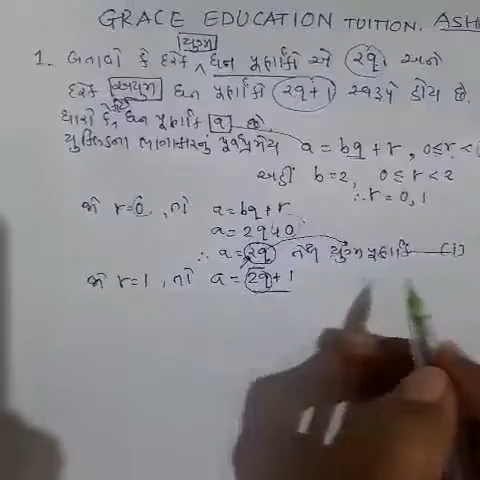 GRACE EDUCATION TUITION. ASH
યુગ્મ
1. બતાવો કે દરેક ^ ધન પૂર્ણાંક એ 2q. અને
દરેક અયુગ્મ ધન પૂર્ણાંક 2q+1 સ્વરૂપે હોય છે.
ધારો કે, ધન પૂર્ણાંક a છે.
યુક્લિડના ભાગાકારનું પૂર્વપ્રમેય a = bq + r, 0 ≤ r <
અહીં b=2, 0 ≤ r < 2
∴ r = 0, 1
જો r=0, તો a = bq + r
a = 2q + 0
∴ a = 2q તેથી યુગ્મ પૂર્ણાંક (i)
જો r=1, તો a = 2q + 1